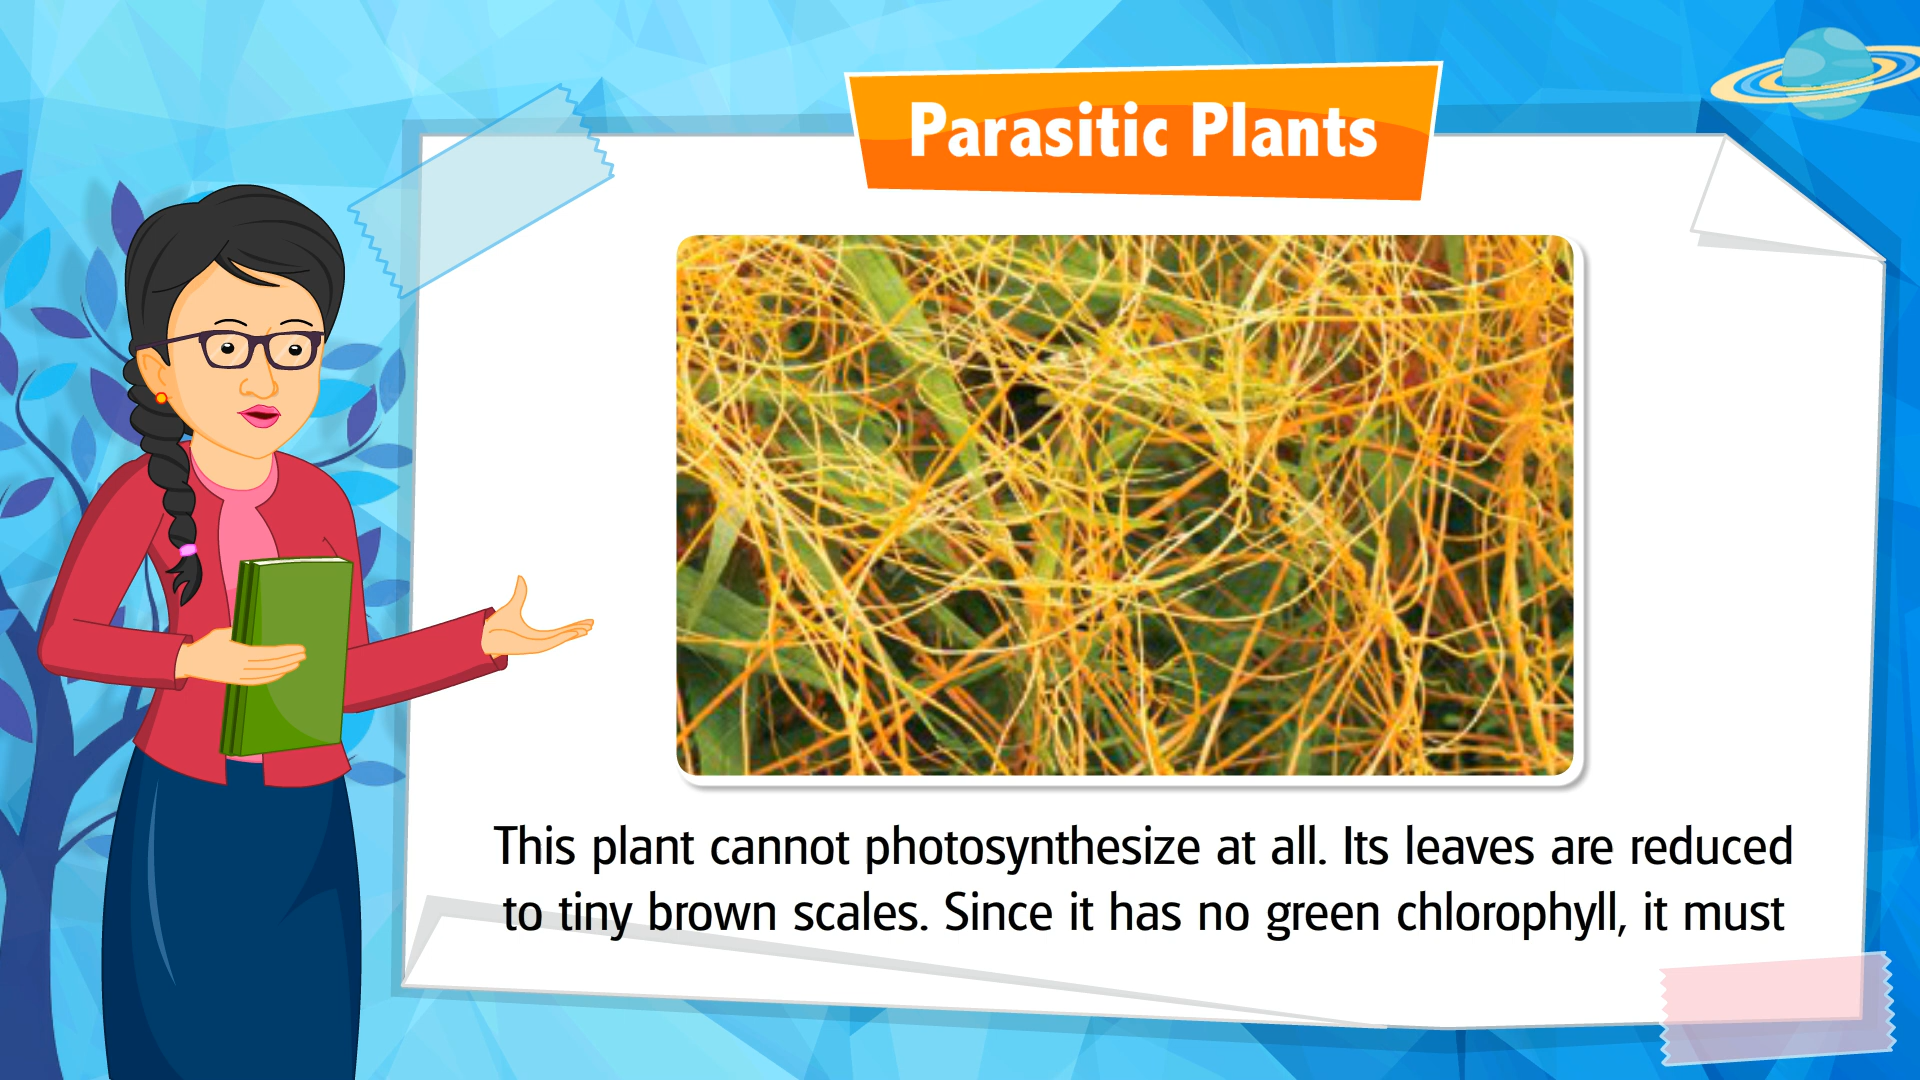 Parasitic Plants
This plant cannot photosynthesize at all. Its leaves are reduced
to tiny brown scales. Since it has no green chlorophyll, it must